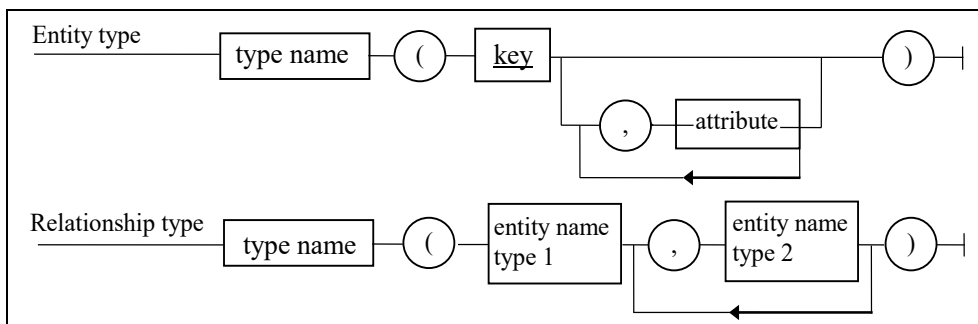 Entity type
type name ( key )
, attribute
Relationship type
type name ( entity name type 1 , entity name type 2 )